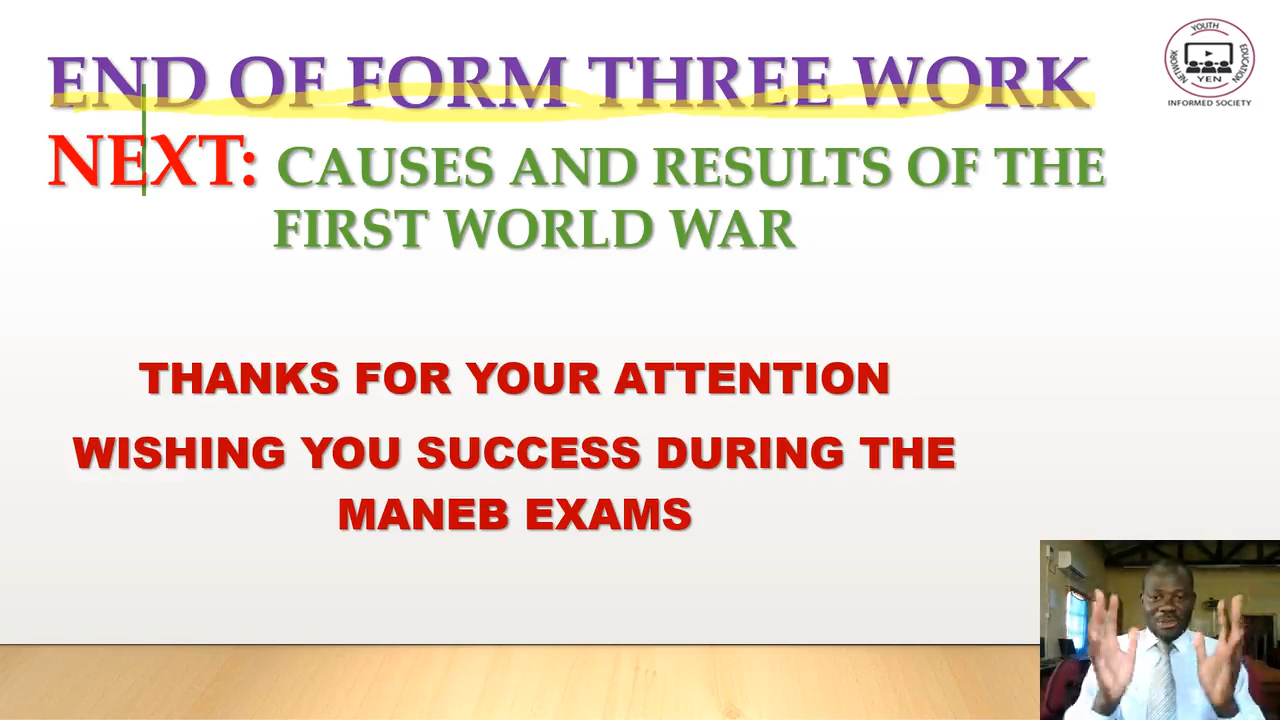 END OF FORM THREE WORK
NEXT: CAUSES AND RESULTS OF THE
FIRST WORLD WAR
THANKS FOR YOUR ATTENTION
WISHING YOU SUCCESS DURING THE
MANEB EXAMS
YOUTH
EDUCATION
NETWORK
YEN
INFORMED SOCIETY